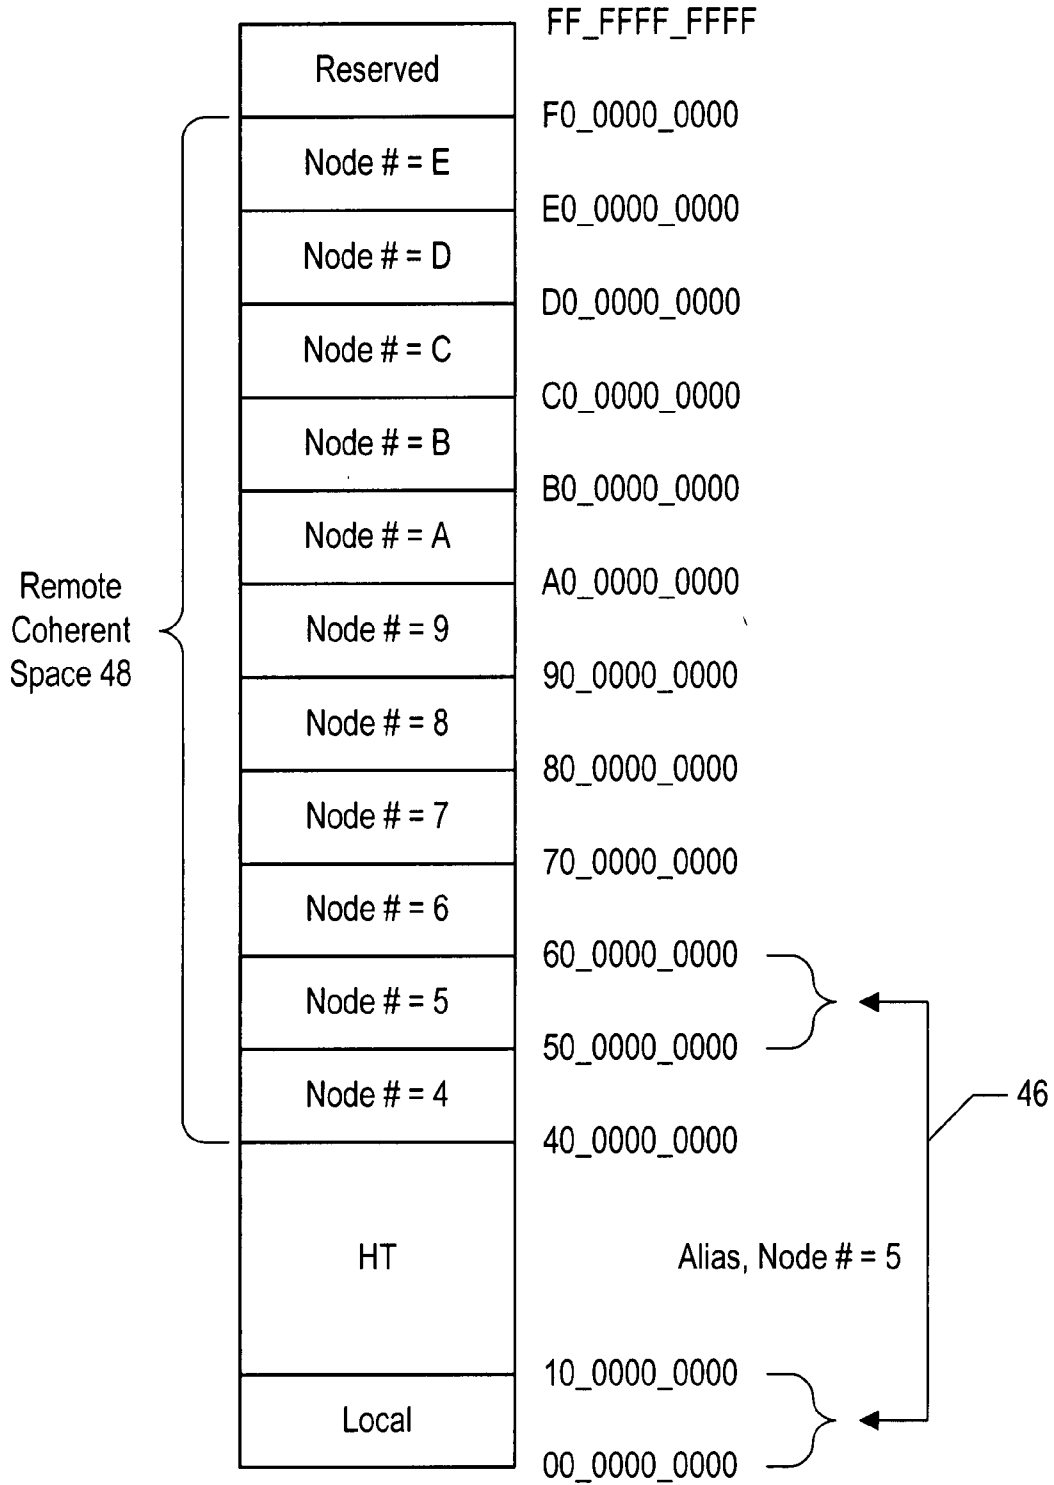 FF_FFFF_FFFF
Reserved
F0_0000_0000
Node # = E
E0_0000_0000
Node # = D
D0_0000_0000
Node # = C
C0_0000_0000
Node # = B
B0_0000_0000
Node # = A
A0_0000_0000
Remote
Coherent
Space 48
Node # = 9
90_0000_0000
Node # = 8
80_0000_0000
Node # = 7
70_0000_0000
Node # = 6
60_0000_0000
Node # = 5
50_0000_0000
Node # = 4
46
40_0000_0000
HT
Alias, Node # = 5
10_0000_0000
Local
00_0000_0000